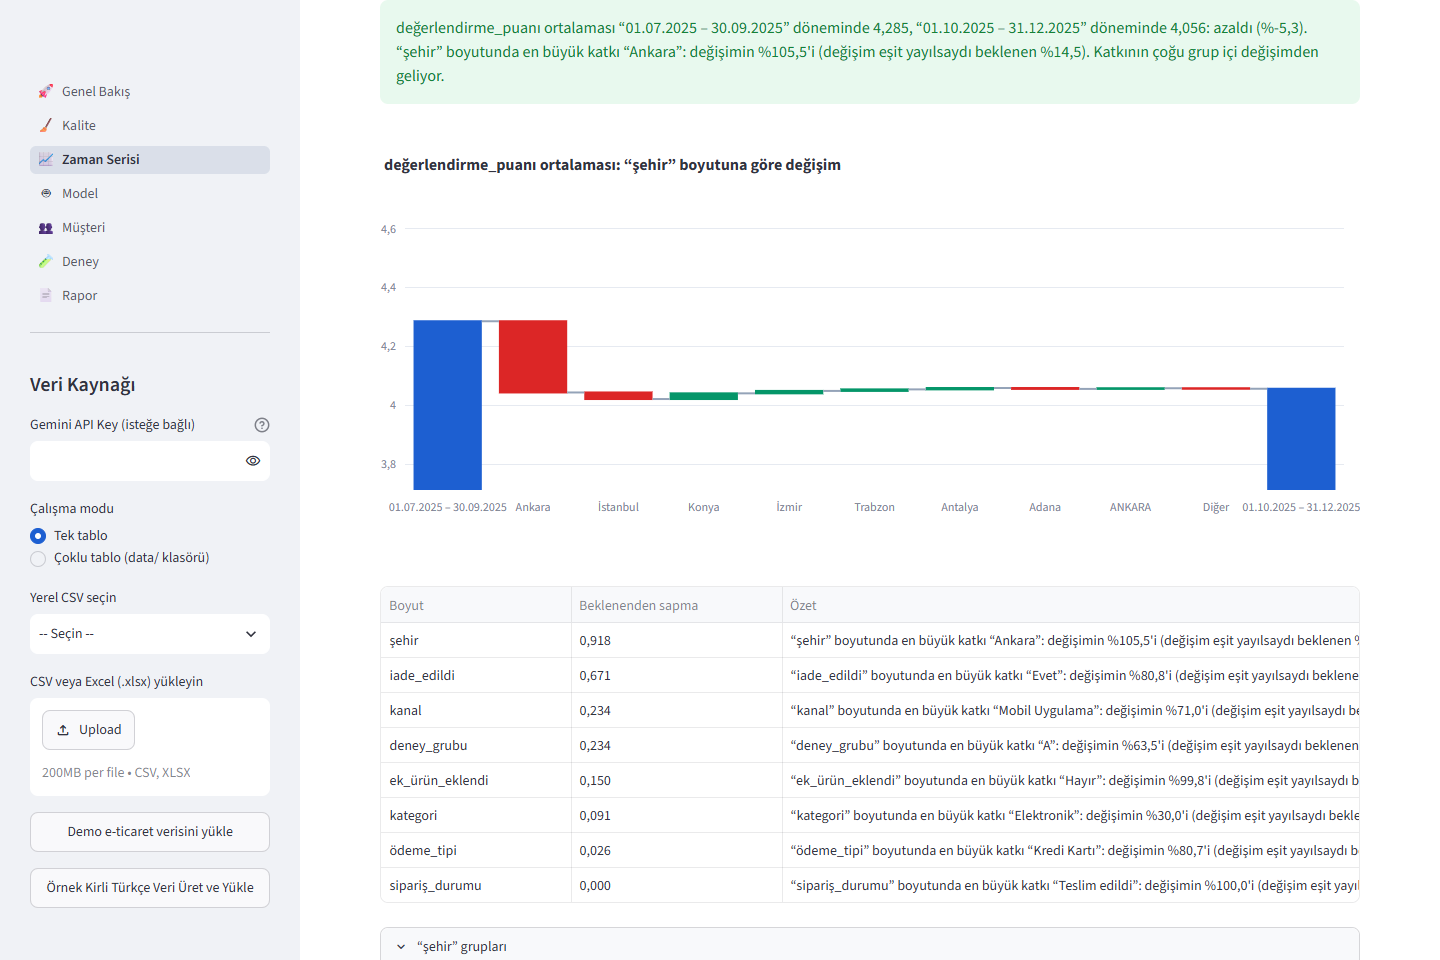 Genel Bakış
Kalite
Zaman Serisi
Model
Müşteri
Deney
Rapor
Veri Kaynağı
Gemini API Key (isteğe bağlı)
Çalışma modu
Tek tablo
Çoklu tablo (data/ klasörü)
Yerel CSV seçin
-- Seçin --
CSV veya Excel (.xlsx) yükleyin
Upload
200MB per file • CSV, XLSX
Demo e-ticaret verisini yükle
Örnek Kirli Türkçe Veri Üret ve Yükle
değerlendirme_puanı ortalaması “01.07.2025 – 30.09.2025” döneminde 4,285, “01.10.2025 – 31.12.2025” döneminde 4,056: azaldı (%-5,3).
“şehir” boyutunda en büyük katkı “Ankara”: değişimin %105,5'i (değişim eşit yayılsaydı beklenen %14,5). Katkının çoğu grup içi değişimden
geliyor.
değerlendirme_puanı ortalaması: “şehir” boyutuna göre değişim
4,6
4,4
4,2
4
3,8
01.07.2025 – 30.09.2025 Ankara İstanbul Konya İzmir Trabzon Antalya Adana ANKARA Diğer 01.10.2025 – 31.12.2025
Boyut Beklenenden sapma Özet
şehir 0,918 “şehir” boyutunda en büyük katkı “Ankara”: değişimin %105,5'i (değişim eşit yayılsaydı beklenen %
iade_edildi 0,671 “iade_edildi” boyutunda en büyük katkı “Evet”: değişimin %80,8'i (değişim eşit yayılsaydı beklene
kanal 0,234 “kanal” boyutunda en büyük katkı “Mobil Uygulama”: değişimin %71,0'i (değişim eşit yayılsaydı be
deney_grubu 0,234 “deney_grubu” boyutunda en büyük katkı “A”: değişimin %63,5'i (değişim eşit yayılsaydı beklenen
ek_ürün_eklendi 0,150 “ek_ürün_eklendi” boyutunda en büyük katkı “Hayır”: değişimin %99,8'i (değişim eşit yayılsaydı b
kategori 0,091 “kategori” boyutunda en büyük katkı “Elektronik”: değişimin %30,0'i (değişim eşit yayılsaydı bekle
ödeme_tipi 0,026 “ödeme_tipi” boyutunda en büyük katkı “Kredi Kartı”: değişimin %80,7'i (değişim eşit yayılsaydı b
sipariş_durumu 0,000 “sipariş_durumu” boyutunda en büyük katkı “Teslim edildi”: değişimin %100,0'i (değişim eşit yayıl
“şehir” grupları